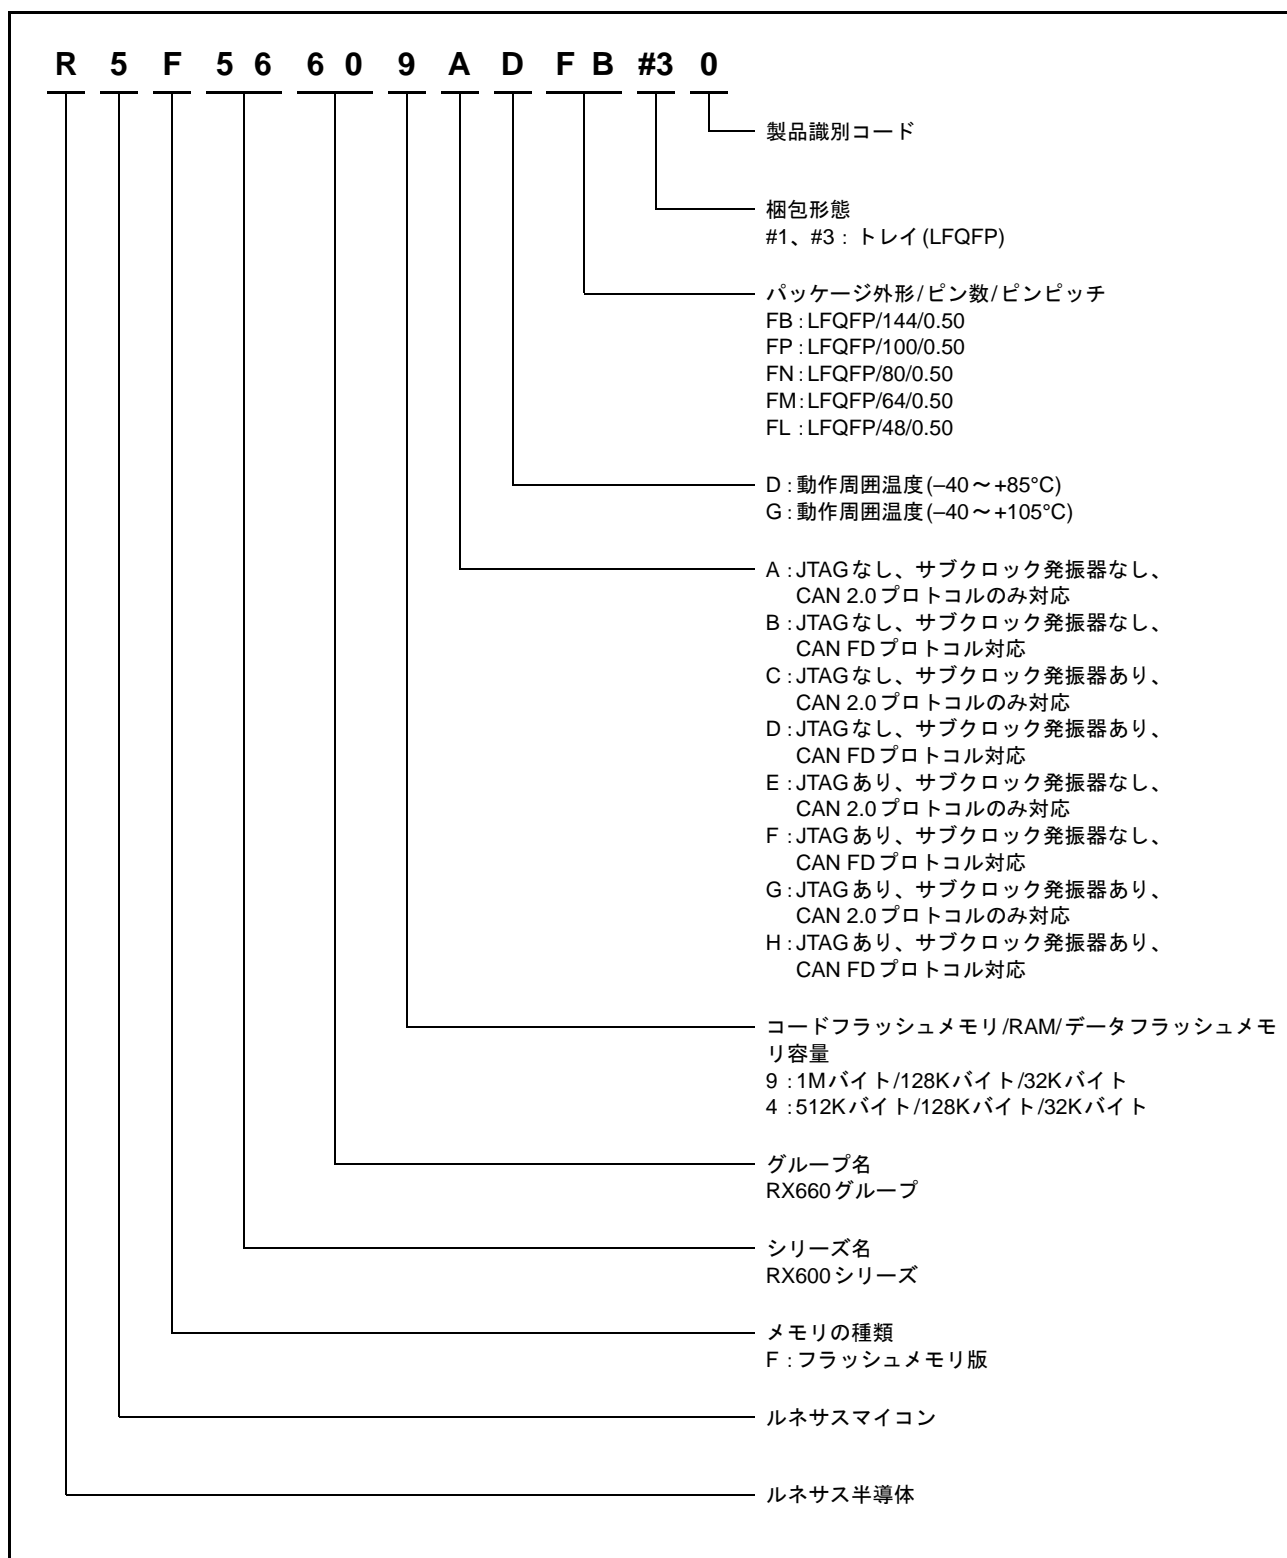 R 5 F 5 6 6 0 9 A D F B #3 0
製品識別コード
梱包形態
#1、#3：トレイ(LFQFP)
パッケージ外形/ピン数/ピンピッチ
FB：LFQFP/144/0.50
FP：LFQFP/100/0.50
FN：LFQFP/80/0.50
FM：LFQFP/64/0.50
FL：LFQFP/48/0.50
D：動作周囲温度(–40～+85°C)
G：動作周囲温度(–40～+105°C)
A：JTAGなし、サブクロック発振器なし、
CAN 2.0プロトコルのみ対応
B：JTAGなし、サブクロック発振器なし、
CAN FDプロトコル対応
C：JTAGなし、サブクロック発振器あり、
CAN 2.0プロトコルのみ対応
D：JTAGなし、サブクロック発振器あり、
CAN FDプロトコル対応
E：JTAGあり、サブクロック発振器なし、
CAN 2.0プロトコルのみ対応
F：JTAGあり、サブクロック発振器なし、
CAN FDプロトコル対応
G：JTAGあり、サブクロック発振器あり、
CAN 2.0プロトコルのみ対応
H：JTAGあり、サブクロック発振器あり、
CAN FDプロトコル対応
コードフラッシュメモリ/RAM/データフラッシュメモ
リ容量
9：1Mバイト/128Kバイト/32Kバイト
4：512Kバイト/128Kバイト/32Kバイト
グループ名
RX660グループ
シリーズ名
RX600シリーズ
メモリの種類
F：フラッシュメモリ版
ルネサスマイコン
ルネサス半導体